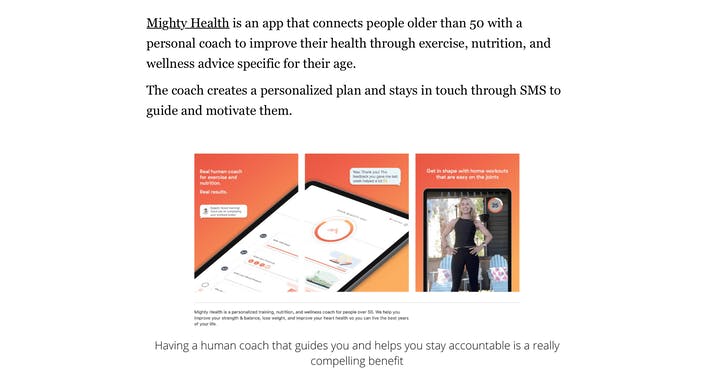 Mighty Health is an app that connects people older than 50 with a
personal coach to improve their health through exercise, nutrition, and
wellness advice specific for their age.
The coach creates a personalized plan and stays in touch through SMS to
guide and motivate them.
Real human coach
for exercise and
nutrition.
Real results.
Get in shape with home workouts
that are easy on the joints
25
Mighty Health is a personalized training, nutrition, and wellness coach for people over 50. We help you
improve your strength & balance, lose weight, and improve your heart health so you can live the best years
of your life.
Having a human coach that guides you and helps you stay accountable is a really
compelling benefit